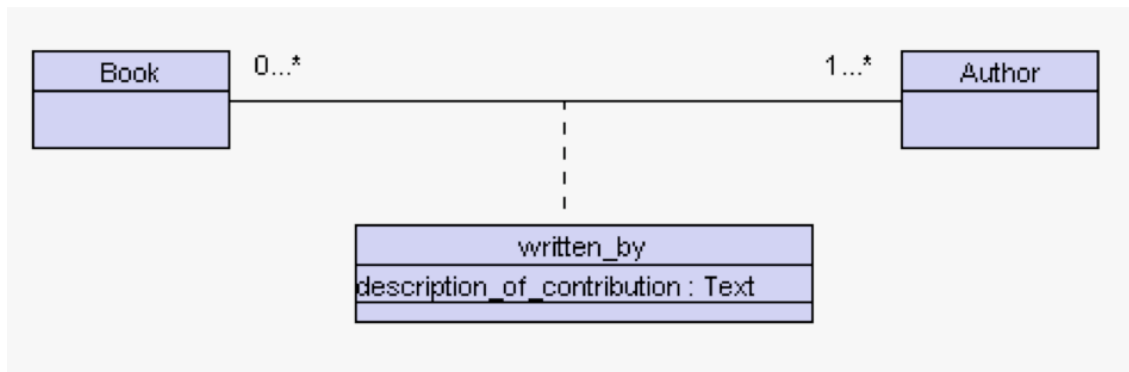 Book
0...*
1...*
Author
written_by
description_of_contribution : Text